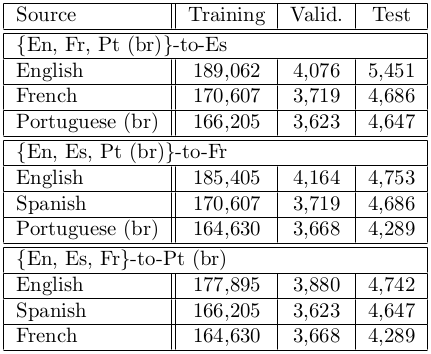 Source Training Valid. Test
{En, Fr, Pt (br)}-to-Es
English 189,062 4,076 5,451
French 170,607 3,719 4,686
Portuguese (br) 166,205 3,623 4,647
{En, Es, Pt (br)}-to-Fr
English 185,405 4,164 4,753
Spanish 170,607 3,719 4,686
Portuguese (br) 164,630 3,668 4,289
{En, Es, Fr}-to-Pt (br)
English 177,895 3,880 4,742
Spanish 166,205 3,623 4,647
French 164,630 3,668 4,289